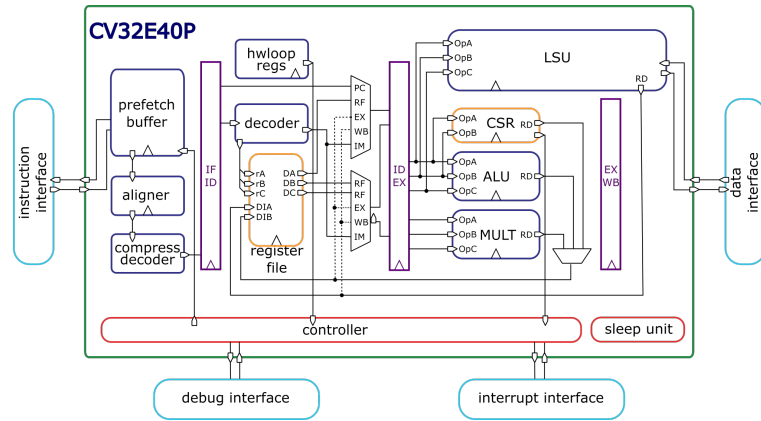 CV32E40P
hwloop
regs
LSU
OpA
OpB
OpC
RD
prefetch
buffer
aligner
compress
decoder
IF
ID
decoder
rA
rB
rC
DIA
DIB
DA
DB
DC
register
file
PC
RF
EX
WB
IM
RF
RF
EX
WB
IM
ID
EX
CSR
OpA
OpB
RD
ALU
OpA
OpB
OpC
RD
MULT
OpA
OpB
OpC
RD
EX
WB
instruction
interface
data
interface
controller
sleep unit
debug interface
interrupt interface